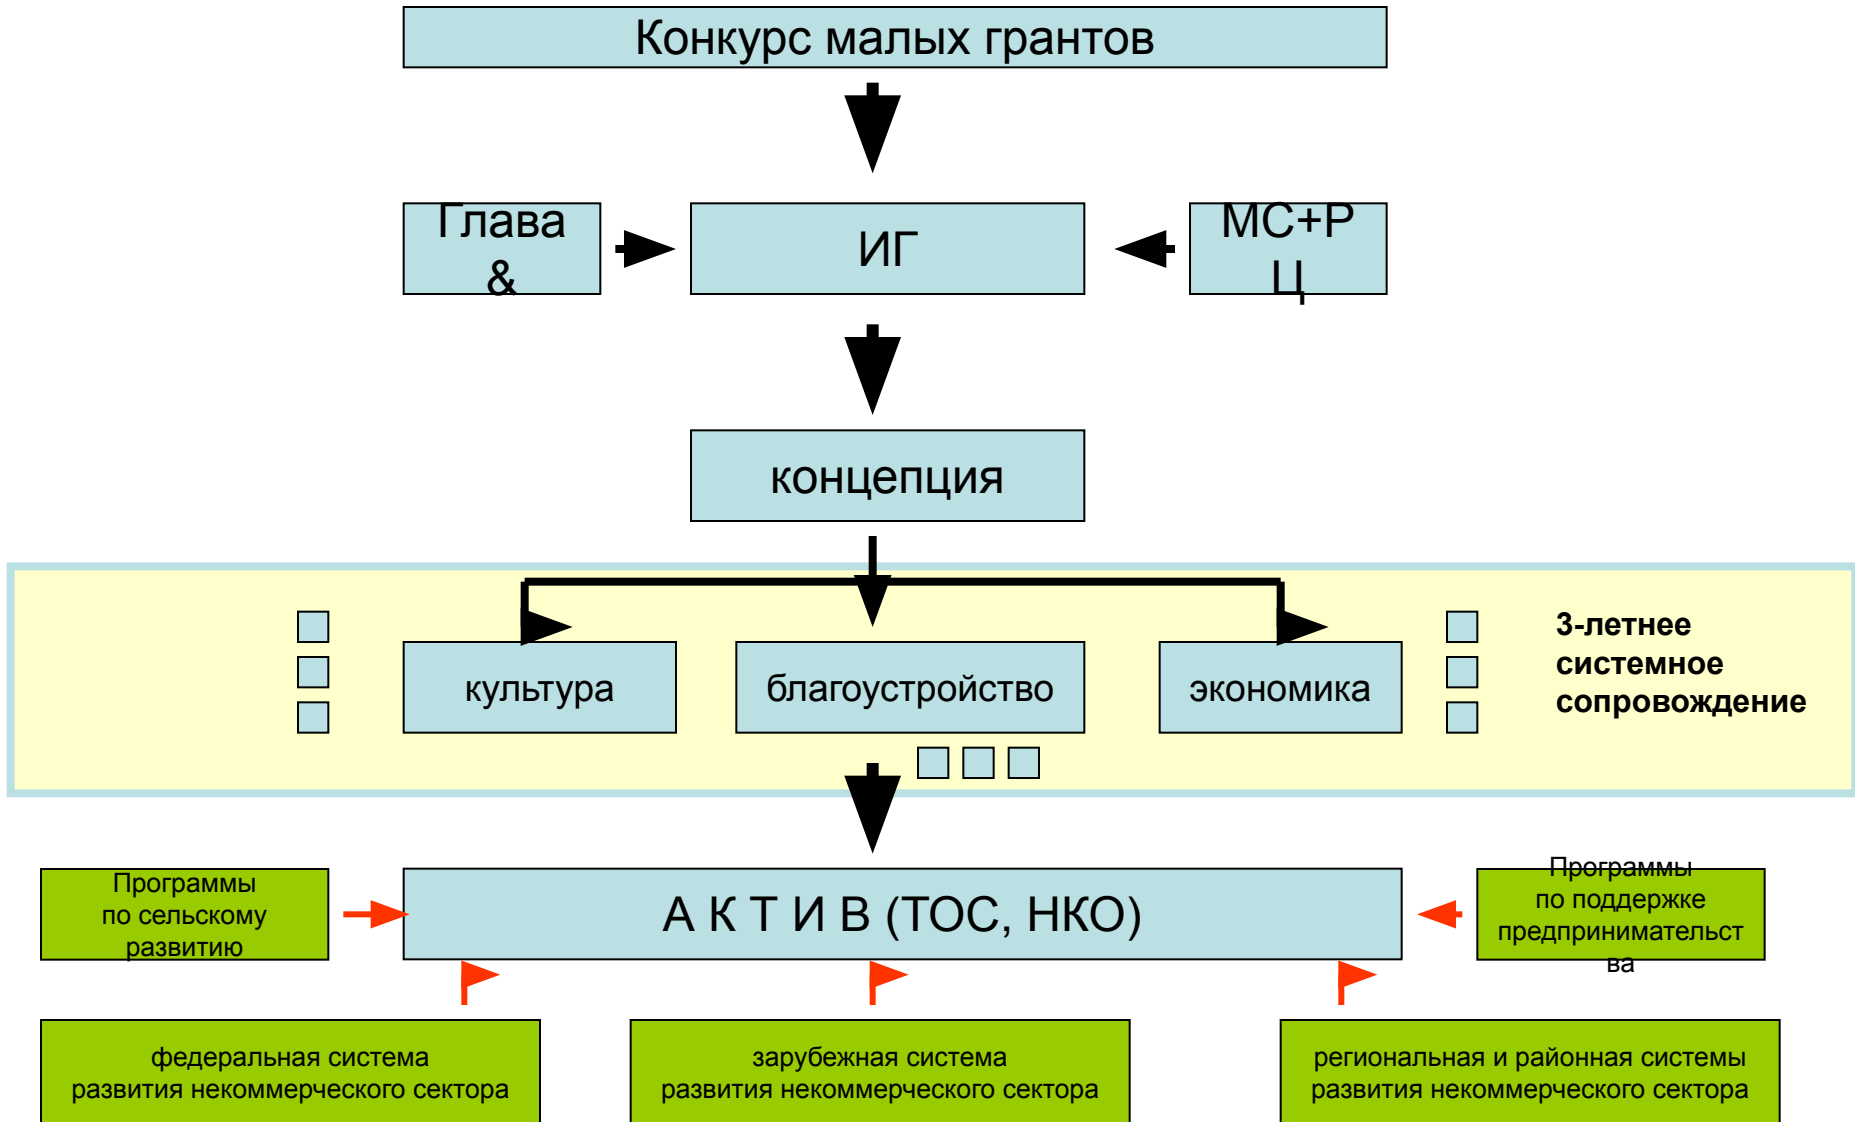 Конкурс малых грантов
Глава
&
ИГ
МС+Р
Ц
концепция
3-летнее
системное
сопровождение
культура
благоустройство
экономика
Программы
по сельскому
развитию
А К Т И В (ТОС, НКО)
Программы
по поддержке
предпринимательст
ва
федеральная система
развития некоммерческого сектора
зарубежная система
развития некоммерческого сектора
региональная и районная системы
развития некоммерческого сектора